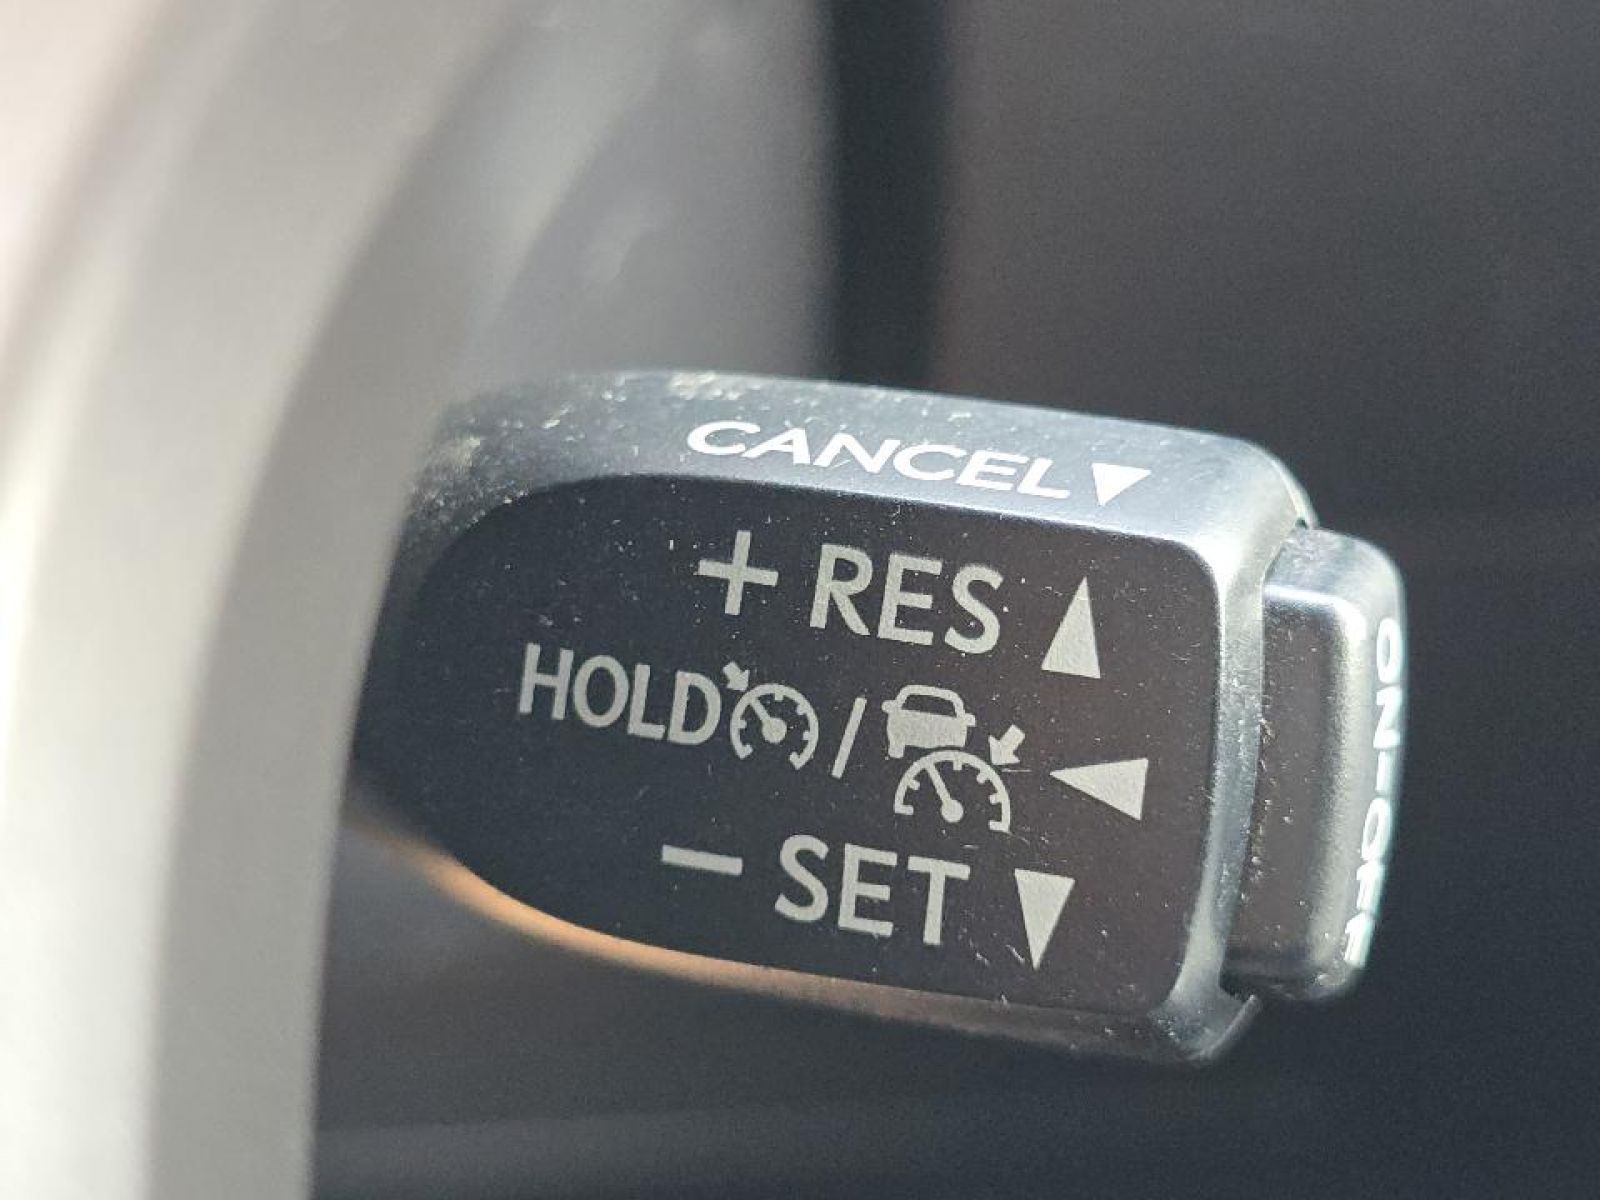 CANCEL ▼
+ RES ▲
HOLD / ◀
− SET ▼
ON-OFF